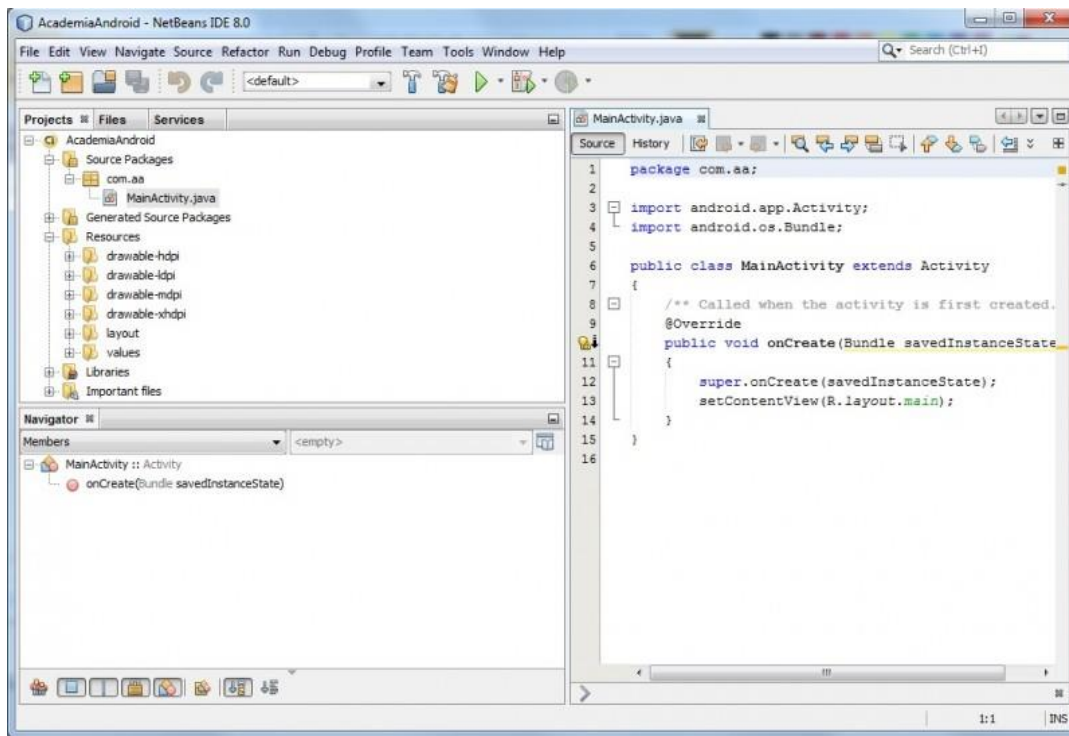 AcademiaAndroid - NetBeans IDE 8.0
File Edit View Navigate Source Refactor Run Debug Profile Team Tools Window Help
Search (Ctrl+I)
<default>
Projects Files Services
AcademiaAndroid
Source Packages
com.aa
MainActivity.java
Generated Source Packages
Resources
drawable-hdpi
drawable-ldpi
drawable-mdpi
drawable-xhdpi
layout
values
Libraries
Important files
Navigator
Members
<empty>
MainActivity :: Activity
onCreate(Bundle savedInstanceState)
MainActivity.java
Source History
1 package com.aa;
2
3 import android.app.Activity;
4 import android.os.Bundle;
5
6 public class MainActivity extends Activity
7 {
8 /** Called when the activity is first created.
9 @Override
public void onCreate(Bundle savedInstanceState
11 {
12 super.onCreate(savedInstanceState);
13 setContentView(R.layout.main);
14 }
15 }
16
1:1 INS